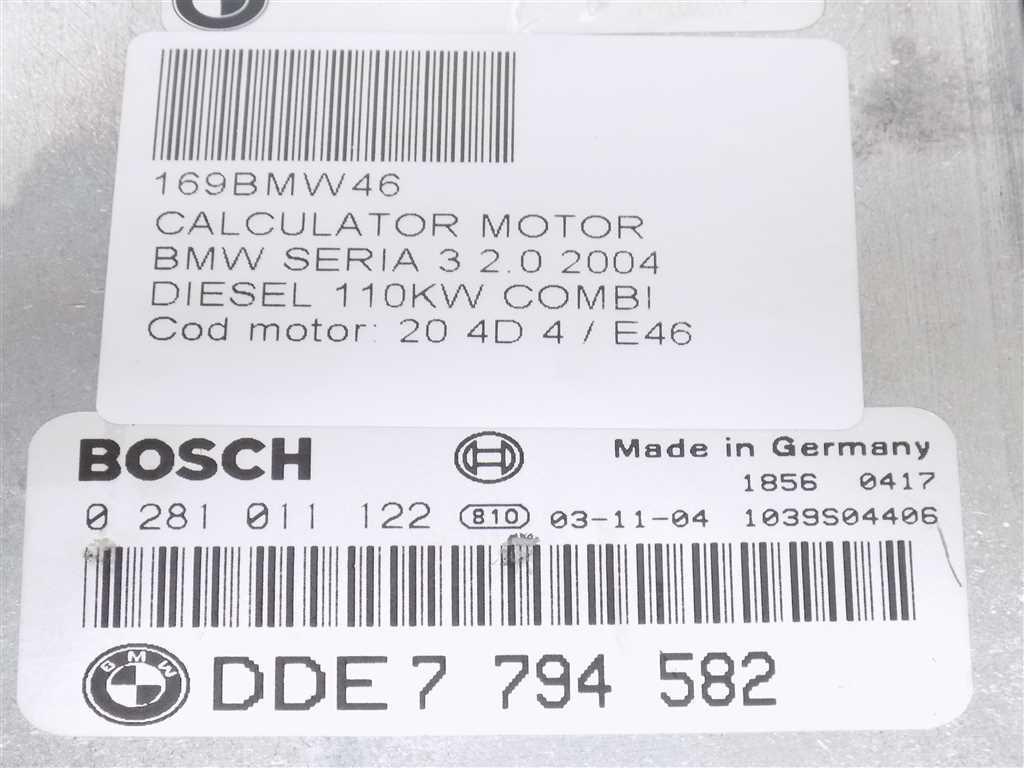 169BMW46
CALCULATOR MOTOR
BMW SERIA 3 2.0 2004
DIESEL 110KW COMBI
Cod motor: 20 4D 4 / E46
BOSCH Made in Germany
1856 0417
0 281 011 122 810 03-11-04 1039S04406
BMW DDE 7 794 582